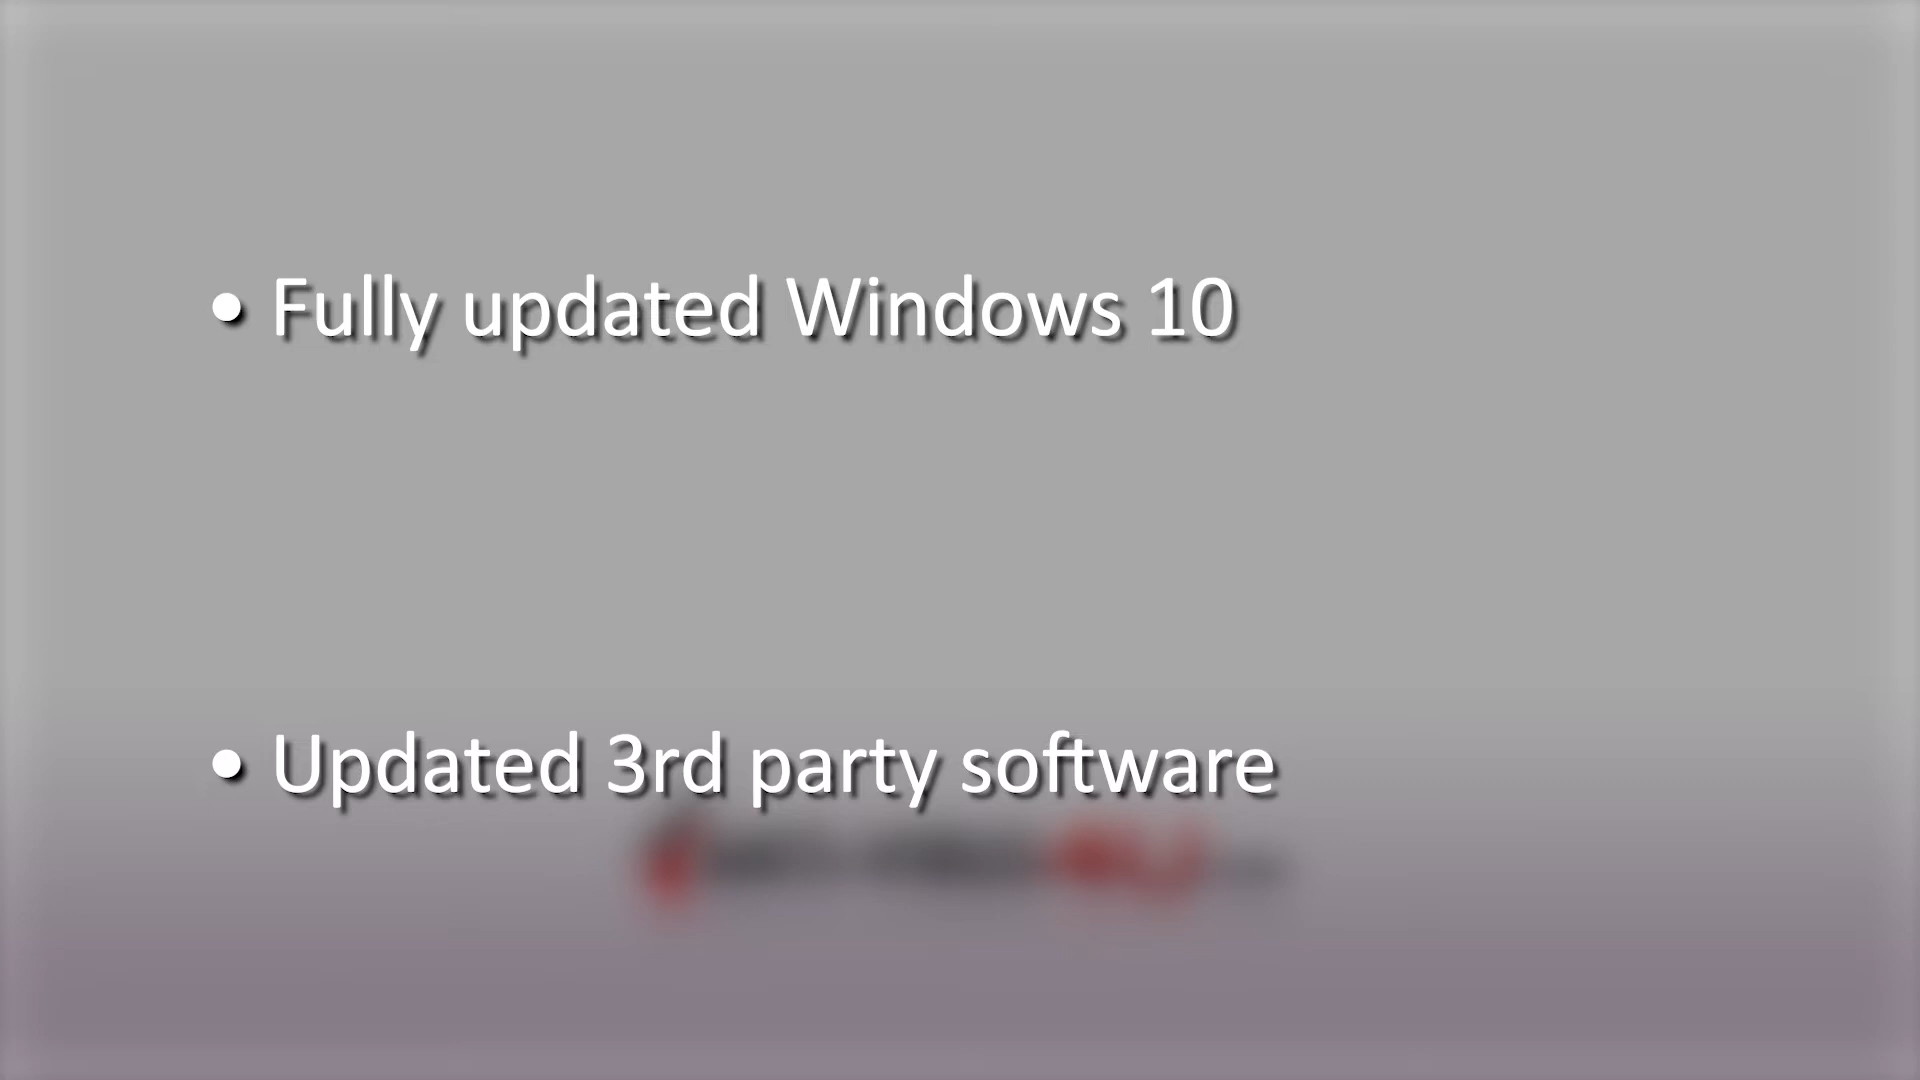 • Fully updated Windows 10
• Updated 3rd party software